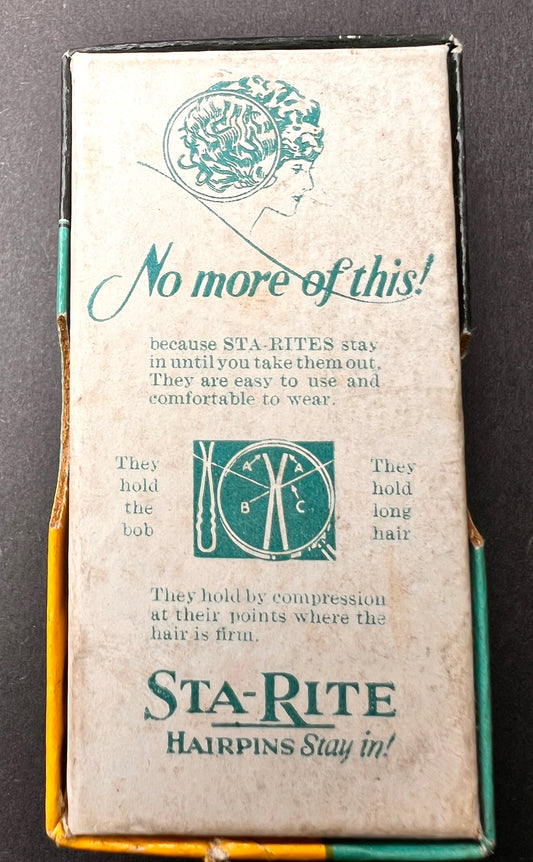 No more of this!
because STA-RITES stay
in until you take them out.
They are easy to use and
comfortable to wear.
They
hold
the
bob
A A
B C
They
hold
long
hair
They hold by compression
at their points where the
hair is firm.
STA-RITE
HAIRPINS Stay in!